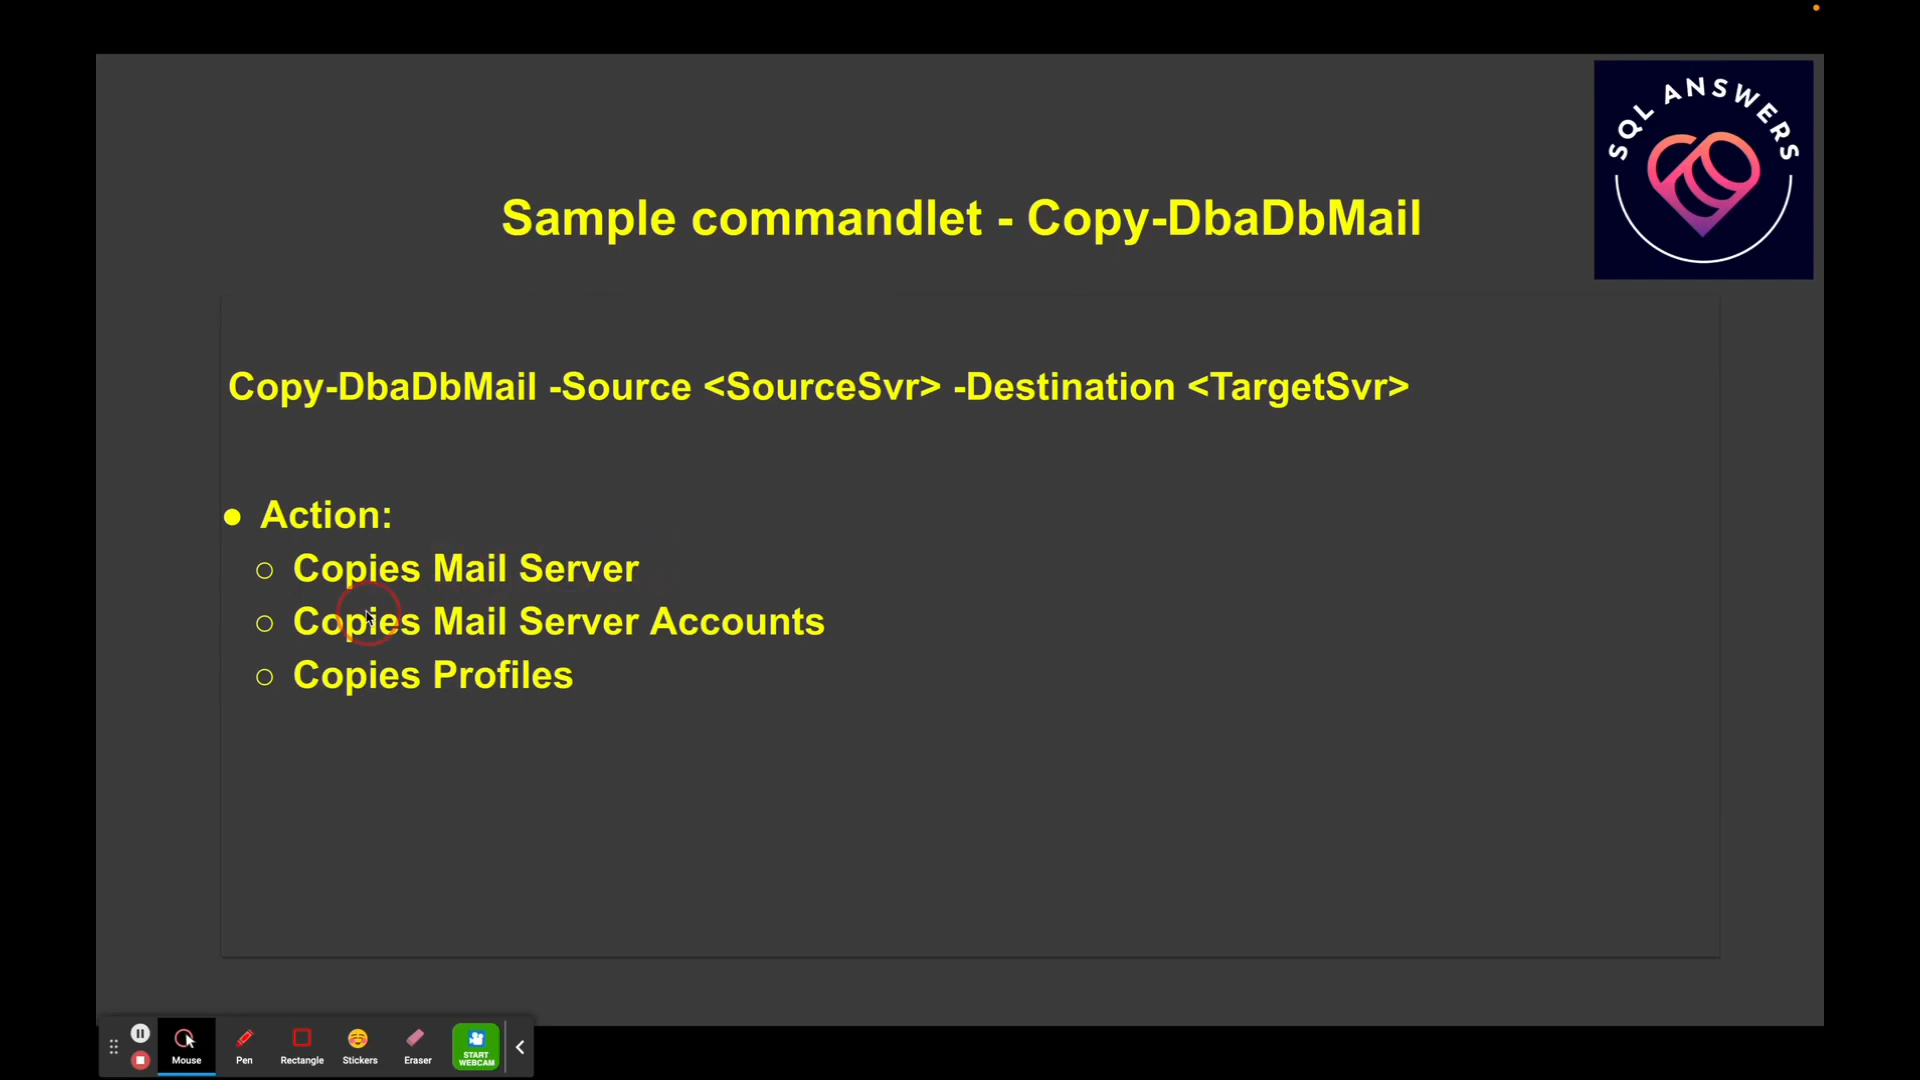 SQL ANSWERS
Sample commandlet - Copy-DbaDbMail
Copy-DbaDbMail -Source <SourceSvr> -Destination <TargetSvr>
● Action:
○ Copies Mail Server
○ Copies Mail Server Accounts
○ Copies Profiles
Mouse
Pen
Rectangle
Stickers
Eraser
START
WEBCAM